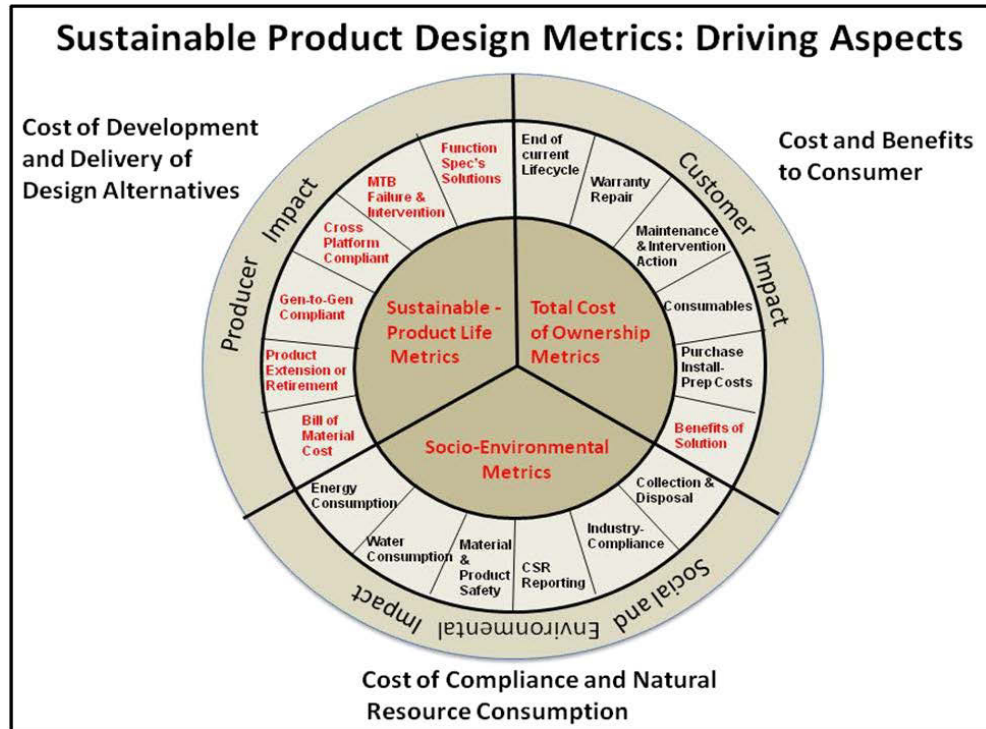 Sustainable Product Design Metrics: Driving Aspects
Cost of Development
and Delivery of
Design Alternatives
Cost and Benefits
to Consumer
Producer Impact
Customer Impact
Function
Spec's
Solutions
MTB
Failure &
Intervention
Cross
Platform
Compliant
Gen-to-Gen
Compliant
Product
Extension or
Retirement
Bill of
Material
Cost
End of
current
Lifecycle
Warranty
Repair
Maintenance
& Intervention
Action
Consumables
Purchase
Install-
Prep Costs
Benefits of
Solution
Sustainable -
Product Life
Metrics
Total Cost
of Ownership
Metrics
Socio-Environmental
Metrics
Energy
Consumption
Water
Consumption
Material
&
Product
Safety
CSR
Reporting
Industry-
Compliance
Collection &
Disposal
Social and Environmental Impact
Cost of Compliance and Natural
Resource Consumption